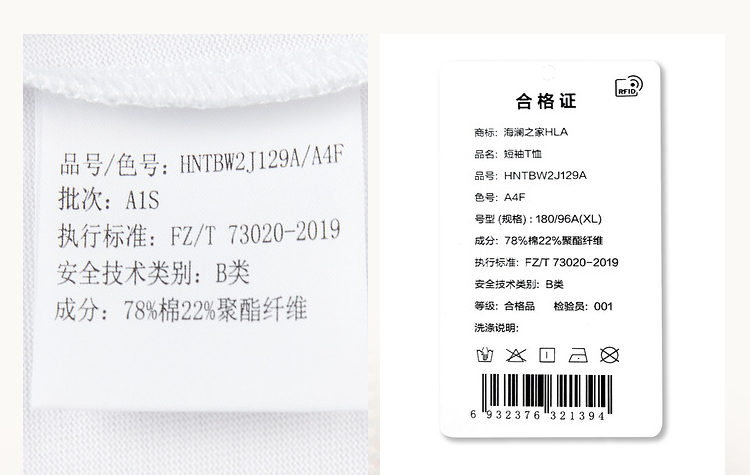 品号/色号: HNTBW2J129A/A4F
批次: A1S
执行标准: FZ/T 73020-2019
安全技术类别: B类
成分: 78%棉22%聚酯纤维
合格证
RFID
商标: 海澜之家HLA
品名: 短袖T恤
品号: HNTBW2J129A
色号: A4F
号型 (规格) : 180/96A(XL)
成分: 78%棉22%聚酯纤维
执行标准: FZ/T 73020-2019
安全技术类别: B类
等级: 合格品 检验员: 001
洗涤说明:
6 932376 321394